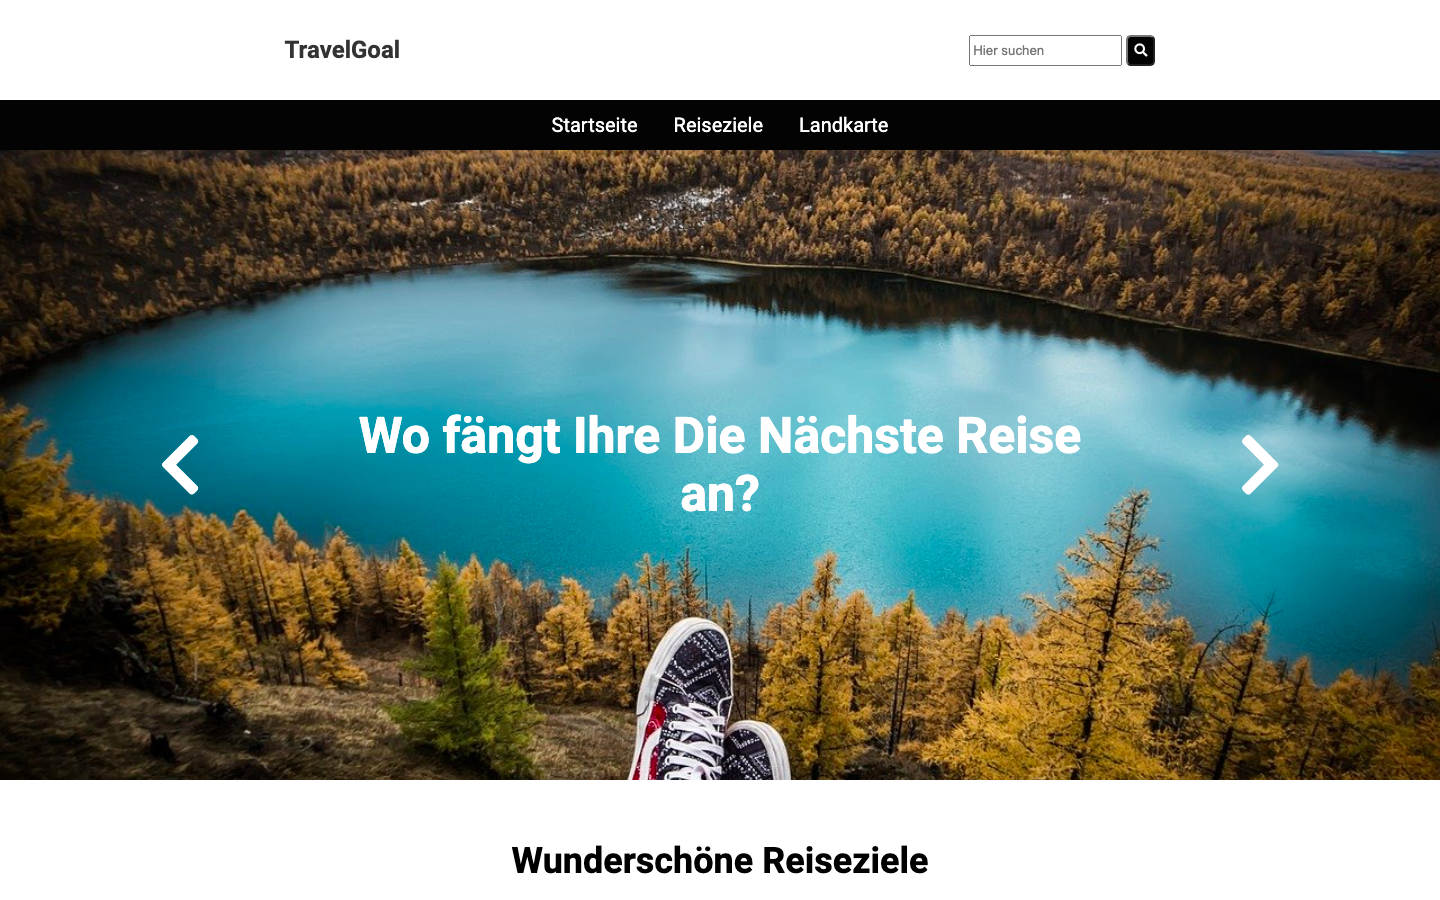 TravelGoal
Hier suchen
Startseite Reiseziele Landkarte
Wo fängt Ihre Die Nächste Reise
an?
Wunderschöne Reiseziele